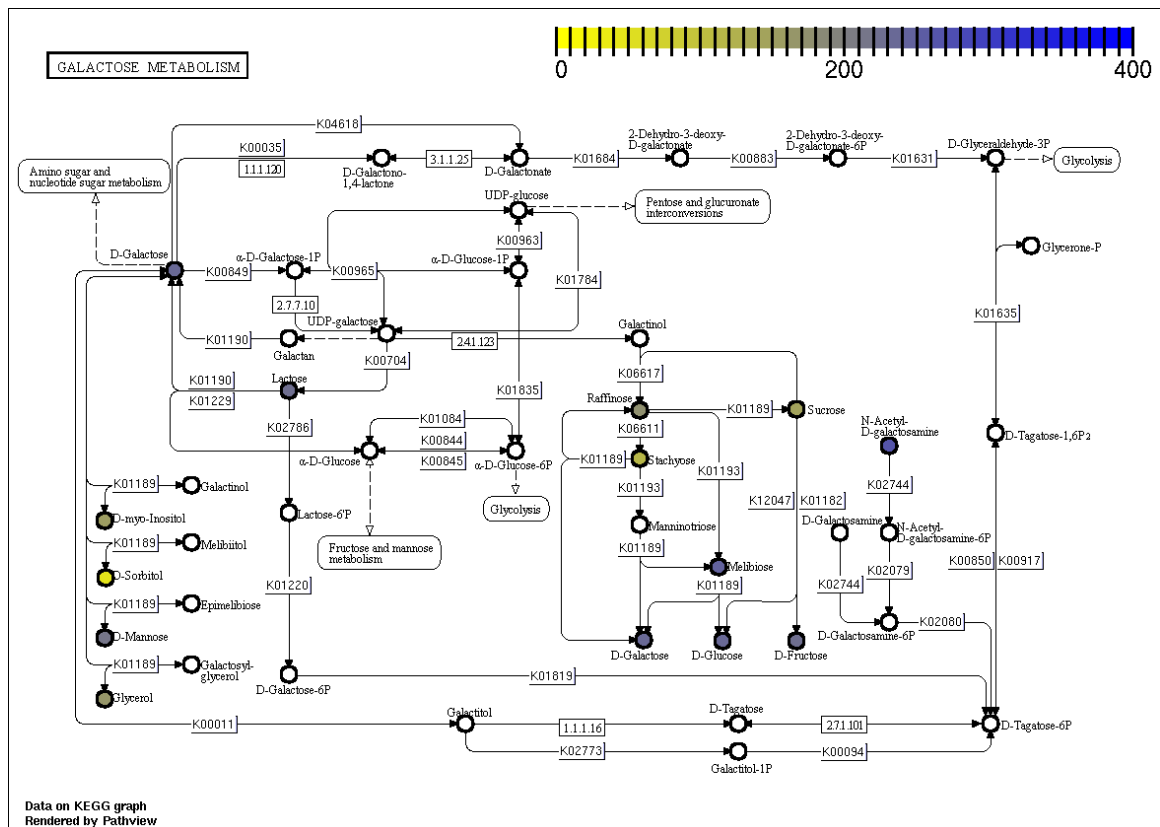 GALACTOSE METABOLISM
0 200 400
K04618
K00035
1.1.1.120
D-Galactono-
1,4-lactone
3.1.1.25
D-Galactonate
K01684
2-Dehydro-3-deoxy-
D-galactonate
K00883
2-Dehydro-3-deoxy-
D-galactonate-6P
K01631
D-Glyceraldehyde-3P
Glycolysis
Amino sugar and
nucleotide sugar metabolism
UDP-glucose
Pentose and glucuronate
interconversions
K00963
D-Galactose
K00849
α-D-Galactose-1P
K00965
α-D-Glucose-1P
K01784
Glycerone-P
2.7.7.10
UDP-galactose
K01190
Galactan
2.4.1.123
Galactinol
K01635
K00704
K01190
K01229
Lactose
K01835
K06617
Raffinose
K01189
Sucrose
K02786
K01084
K00844
K00845
α-D-Glucose
α-D-Glucose-6P
K06611
K01189
Stachyose
K01193
N-Acetyl-
D-galactosamine
D-Tagatose-1,6P2
K01193
K12047
K01182
K02744
K01189
Galactinol
D-myo-Inositol
Lactose-6'P
Glycolysis
Manninotriose
D-Galactosamine
N-Acetyl-
D-galactosamine-6P
K01189
Melibiitol
D-Sorbitol
Fructose and mannose
metabolism
K01189
Melibiose
K01189
K02744
K02079
K00850
K00917
K01220
K01189
Epimelibiose
D-Mannose
D-Galactose
D-Glucose
D-Fructose
D-Galactosamine-6P
K02080
K01189
Galactosyl-
glycerol
Glycerol
D-Galactose-6P
K01819
K00011
Galactitol
1.1.1.16
D-Tagatose
2.7.1.101
D-Tagatose-6P
K02773
Galactitol-1P
K00094
Data on KEGG graph
Rendered by Pathview